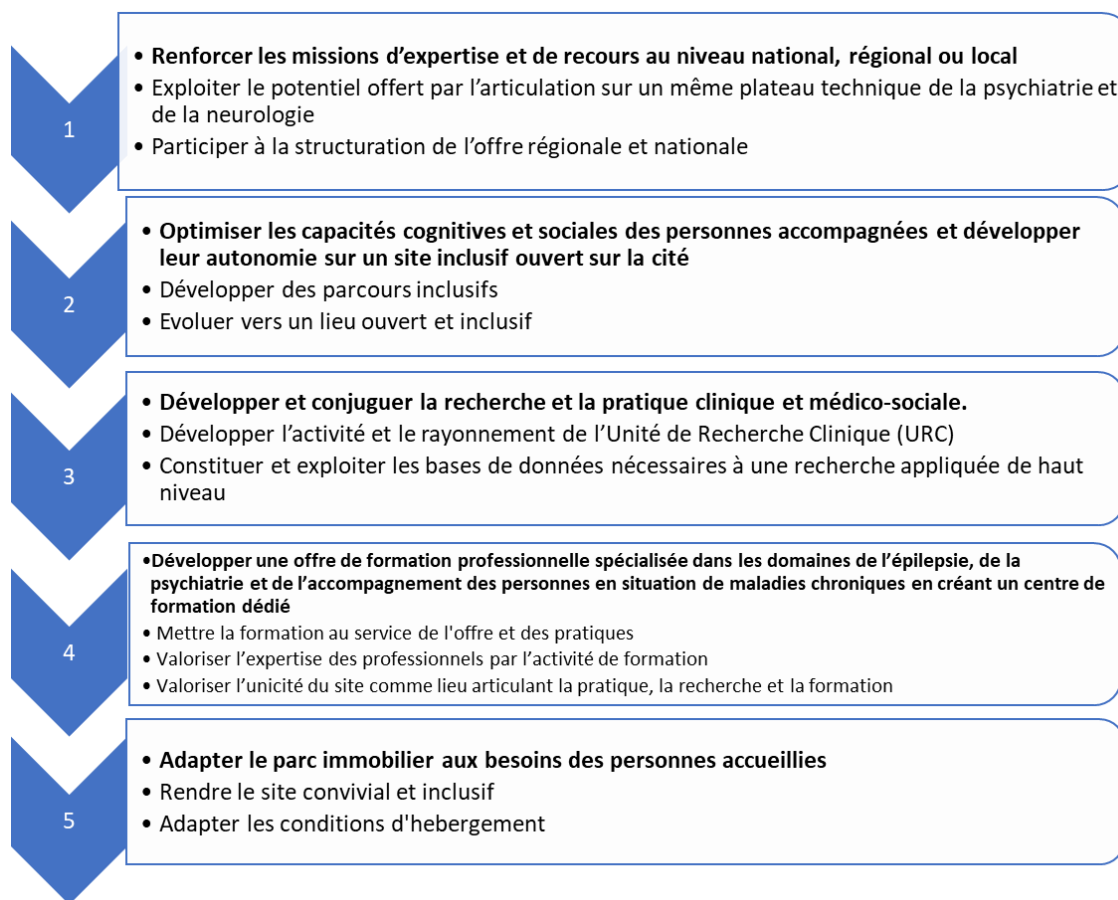 1
• Renforcer les missions d’expertise et de recours au niveau national, régional ou local
• Exploiter le potentiel offert par l’articulation sur un même plateau technique de la psychiatrie et
de la neurologie
• Participer à la structuration de l’offre régionale et nationale
2
• Optimiser les capacités cognitives et sociales des personnes accompagnées et développer
leur autonomie sur un site inclusif ouvert sur la cité
• Développer des parcours inclusifs
• Evoluer vers un lieu ouvert et inclusif
3
• Développer et conjuguer la recherche et la pratique clinique et médico-sociale.
• Développer l’activité et le rayonnement de l’Unité de Recherche Clinique (URC)
• Constituer et exploiter les bases de données nécessaires à une recherche appliquée de haut
niveau
4
•Développer une offre de formation professionnelle spécialisée dans les domaines de l’épilepsie, de la
psychiatrie et de l’accompagnement des personnes en situation de maladies chroniques en créant un centre de
formation dédié
• Mettre la formation au service de l'offre et des pratiques
• Valoriser l’expertise des professionnels par l’activité de formation
• Valoriser l’unicité du site comme lieu articulant la pratique, la recherche et la formation
5
• Adapter le parc immobilier aux besoins des personnes accueillies
• Rendre le site convivial et inclusif
• Adapter les conditions d'hebergement